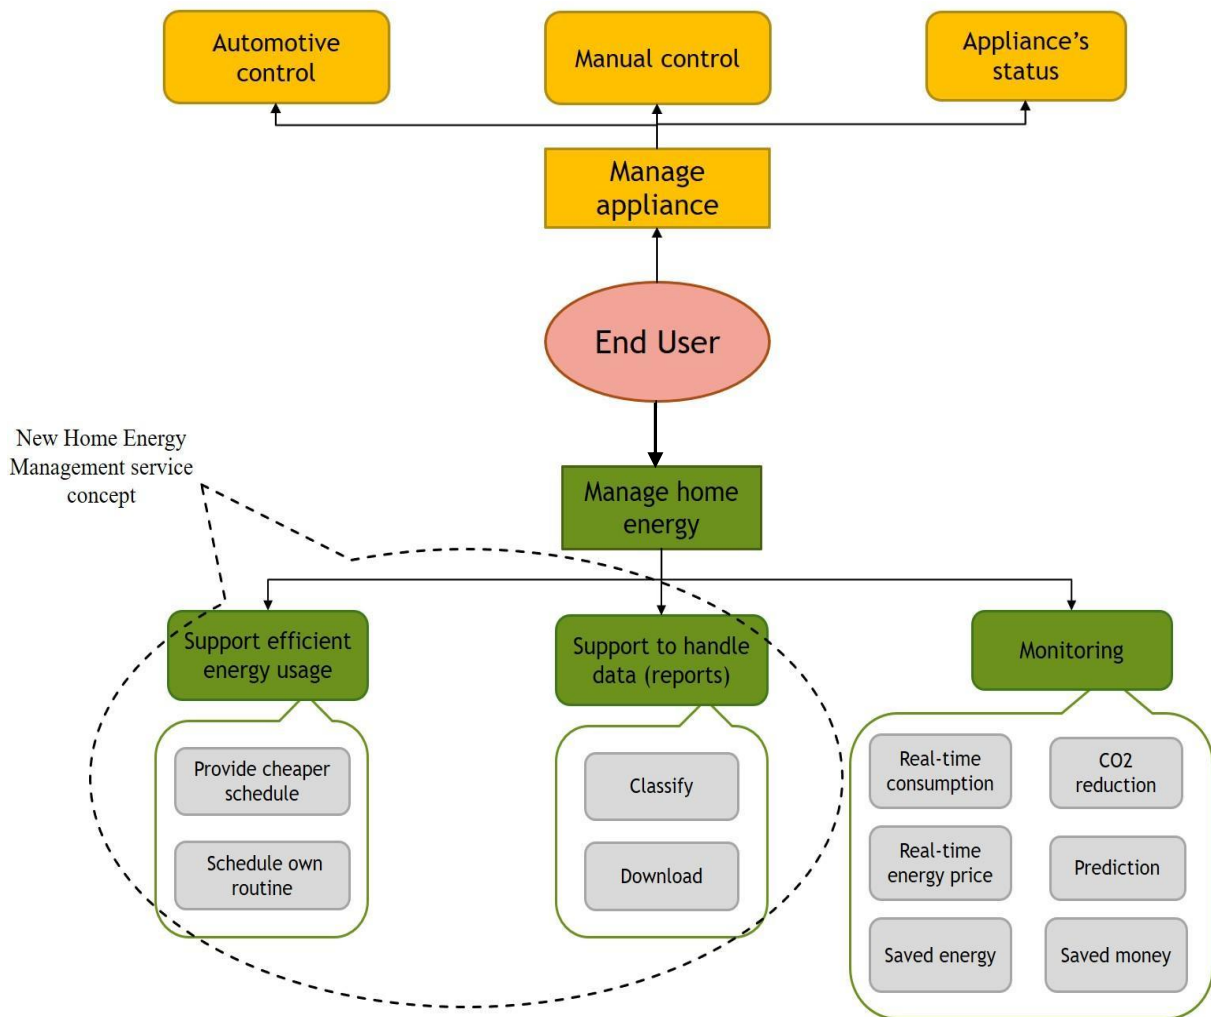 Automotive
control
Manual control
Appliance's
status
Manage
appliance
End User
New Home Energy
Management service
concept
Manage home
energy
Support efficient
energy usage
Support to handle
data (reports)
Monitoring
Provide cheaper
schedule
Schedule own
routine
Classify
Download
Real-time
consumption
CO2
reduction
Real-time
energy price
Prediction
Saved energy
Saved money